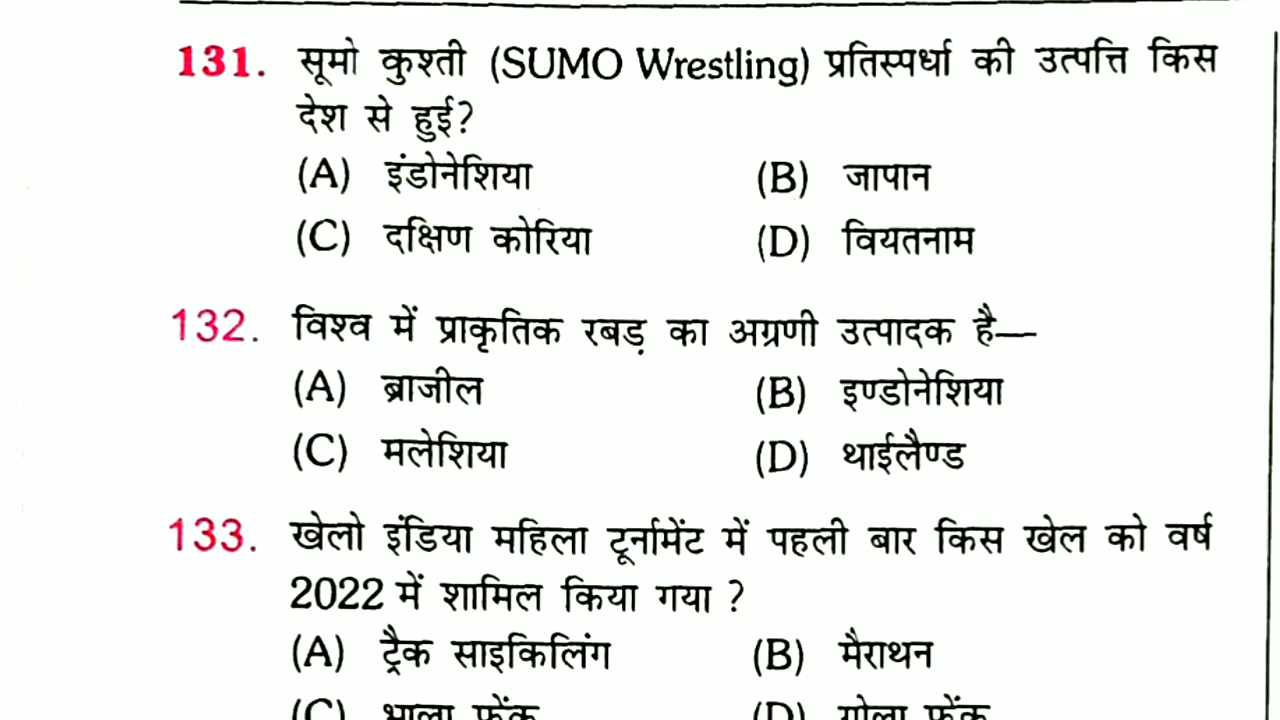 131. सूमो कुश्ती (SUMO Wrestling) प्रतिस्पर्धा की उत्पत्ति किस
देश से हुई?
(A) इंडोनेशिया (B) जापान
(C) दक्षिण कोरिया (D) वियतनाम
132. विश्व में प्राकृतिक रबड़ का अग्रणी उत्पादक है—
(A) ब्राजील (B) इण्डोनेशिया
(C) मलेशिया (D) थाईलैण्ड
133. खेलो इंडिया महिला टूर्नामेंट में पहली बार किस खेल को वर्ष
2022 में शामिल किया गया ?
(A) ट्रैक साइकिलिंग (B) मैराथन
(C) भाला फेंक (D) गोला फेंक